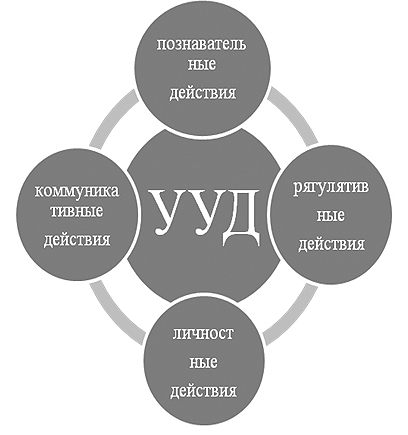 познаватель
ные
действия
коммуника
тивные
действия
УУД
рягулятив
ные
действия
личност
ные
действия